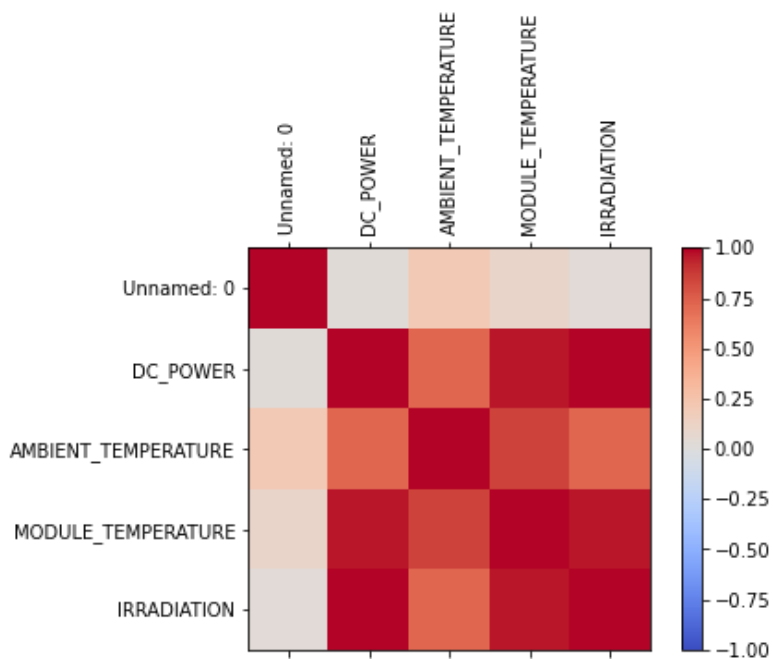 Unnamed: 0
DC_POWER
AMBIENT_TEMPERATURE
MODULE_TEMPERATURE
IRRADIATION
Unnamed: 0
DC_POWER
AMBIENT_TEMPERATURE
MODULE_TEMPERATURE
IRRADIATION
1.00
0.75
0.50
0.25
0.00
−0.25
−0.50
−0.75
−1.00